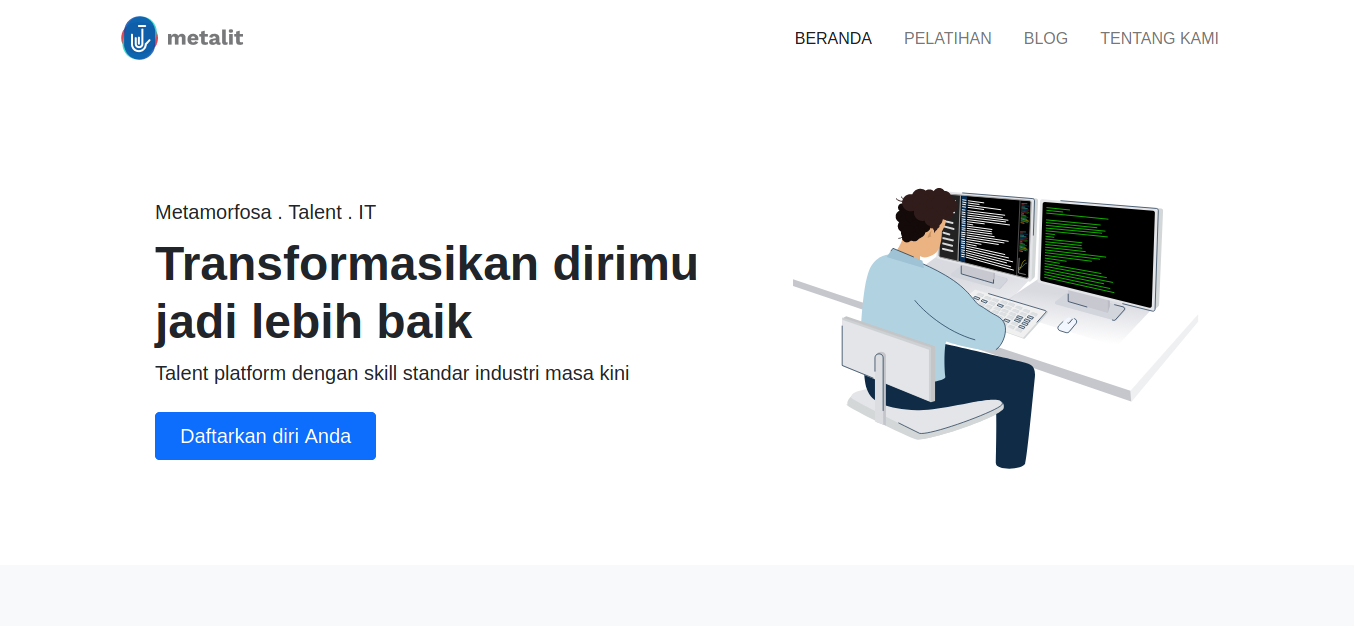 metalit
BERANDA PELATIHAN BLOG TENTANG KAMI
Metamorfosa . Talent . IT
Transformasikan dirimu
jadi lebih baik
Talent platform dengan skill standar industri masa kini
Daftarkan diri Anda